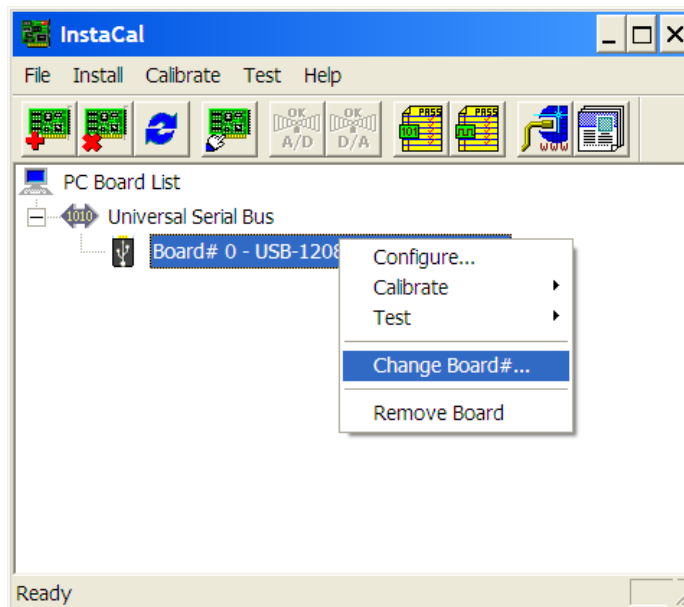 InstaCal
File Install Calibrate Test Help
OK OK PASS PASS
A/D D/A 101 WWW
PC Board List
1010 Universal Serial Bus
Board# 0 - USB-1208
Configure...
Calibrate
Test
Change Board#...
Remove Board
Ready